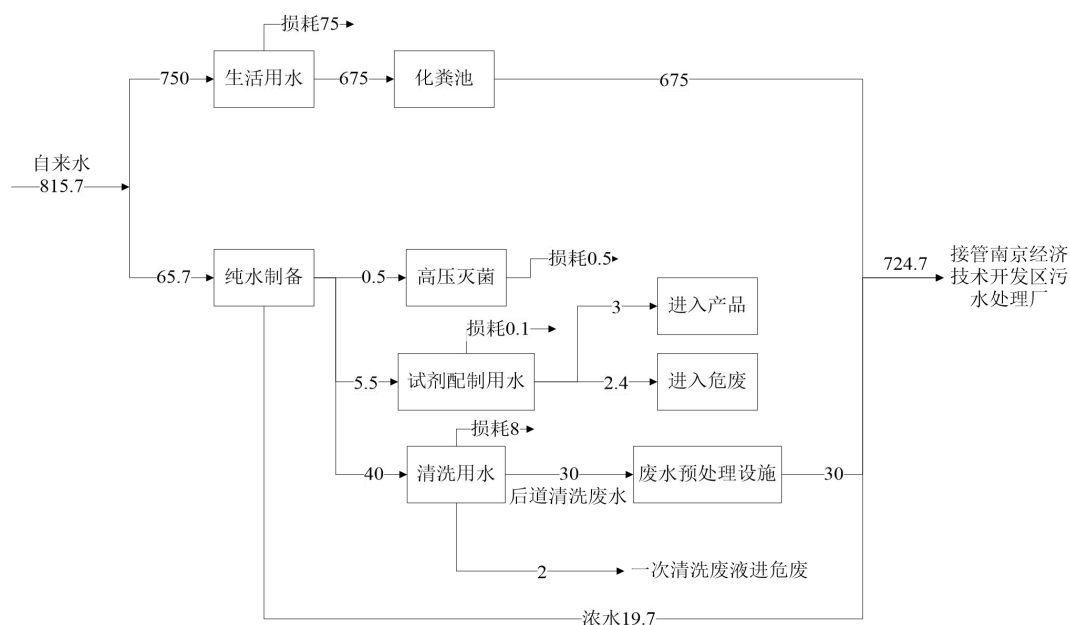 损耗75
750
生活用水
675
化粪池
675
自来水
815.7
65.7
纯水制备
0.5
高压灭菌
损耗0.5
724.7
接管南京经济
技术开发区污
水处理厂
3
进入产品
损耗0.1
5.5
试剂配制用水
2.4
进入危废
损耗8
40
清洗用水
30
后道清洗废水
废水预处理设施
30
2
一次清洗废液进危废
浓水19.7